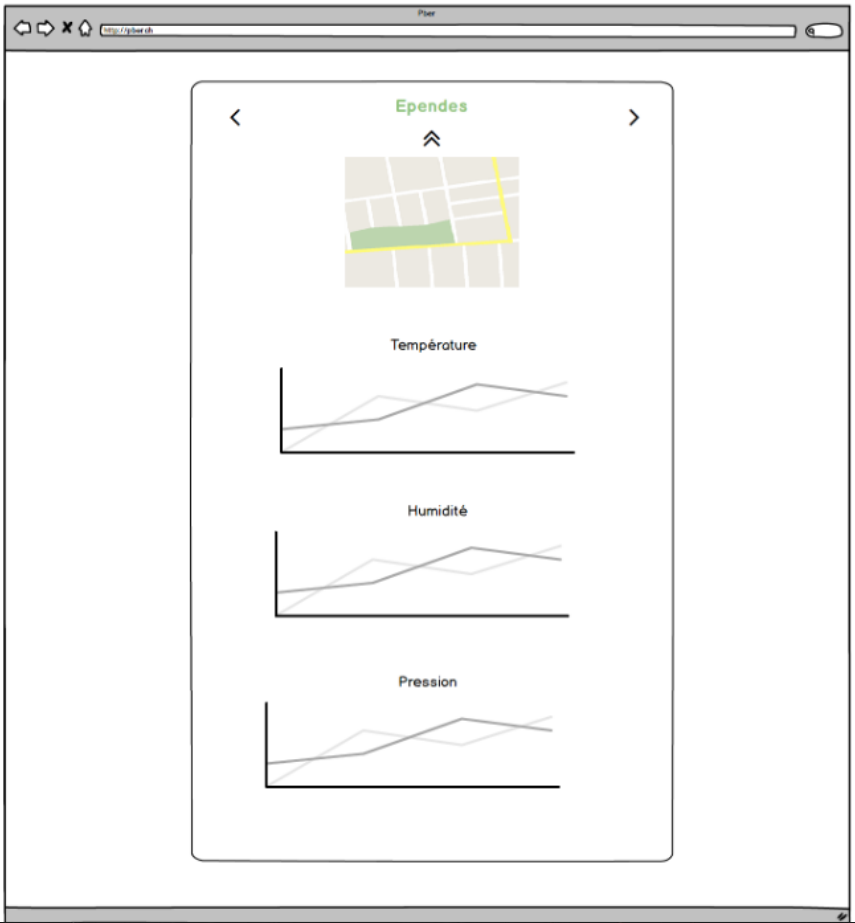 Pber
http://pber.ch
Ependes
Température
Humidité
Pression